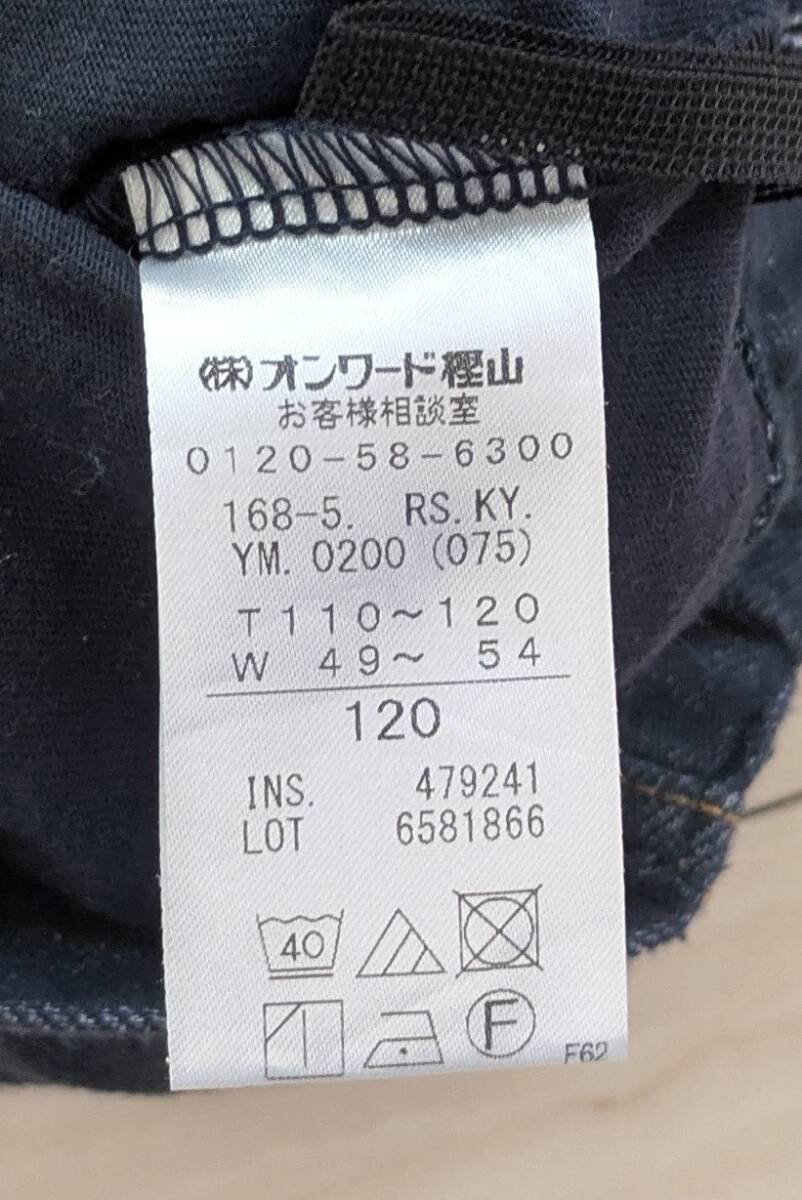 ㈱オンワード樫山
お客様相談室
0120-58-6300
168-5. RS.KY.
YM. 0200 (075)
T110～120
W 49～ 54
120
INS. 479241
LOT 6581866
40
F
F62